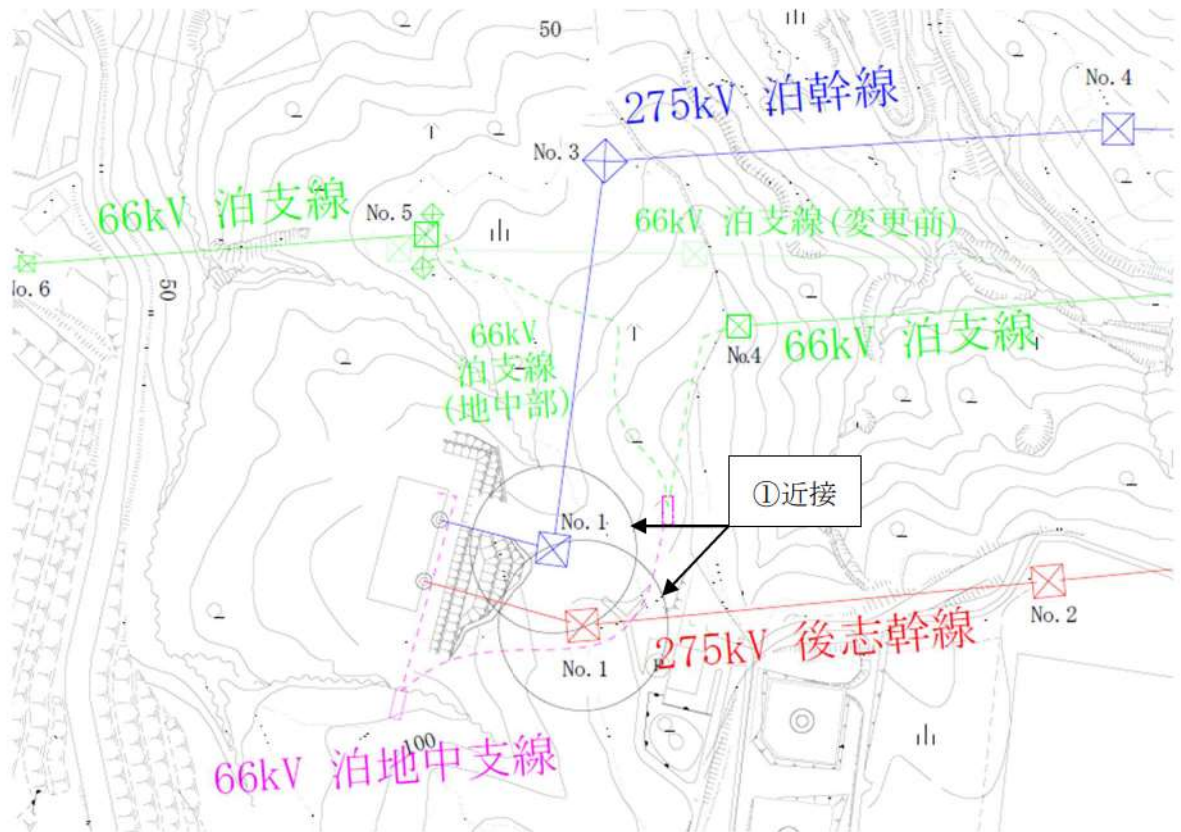 50
No. 4
275kV 泊幹線
No. 3
66kV 泊支線
No. 5
66kV 泊支線(変更前)
No. 6
50
66kV
泊支線
(地中部)
No.4
66kV 泊支線
①近接
No. 1
No. 2
275kV 後志幹線
No. 1
100
66kV 泊地中支線